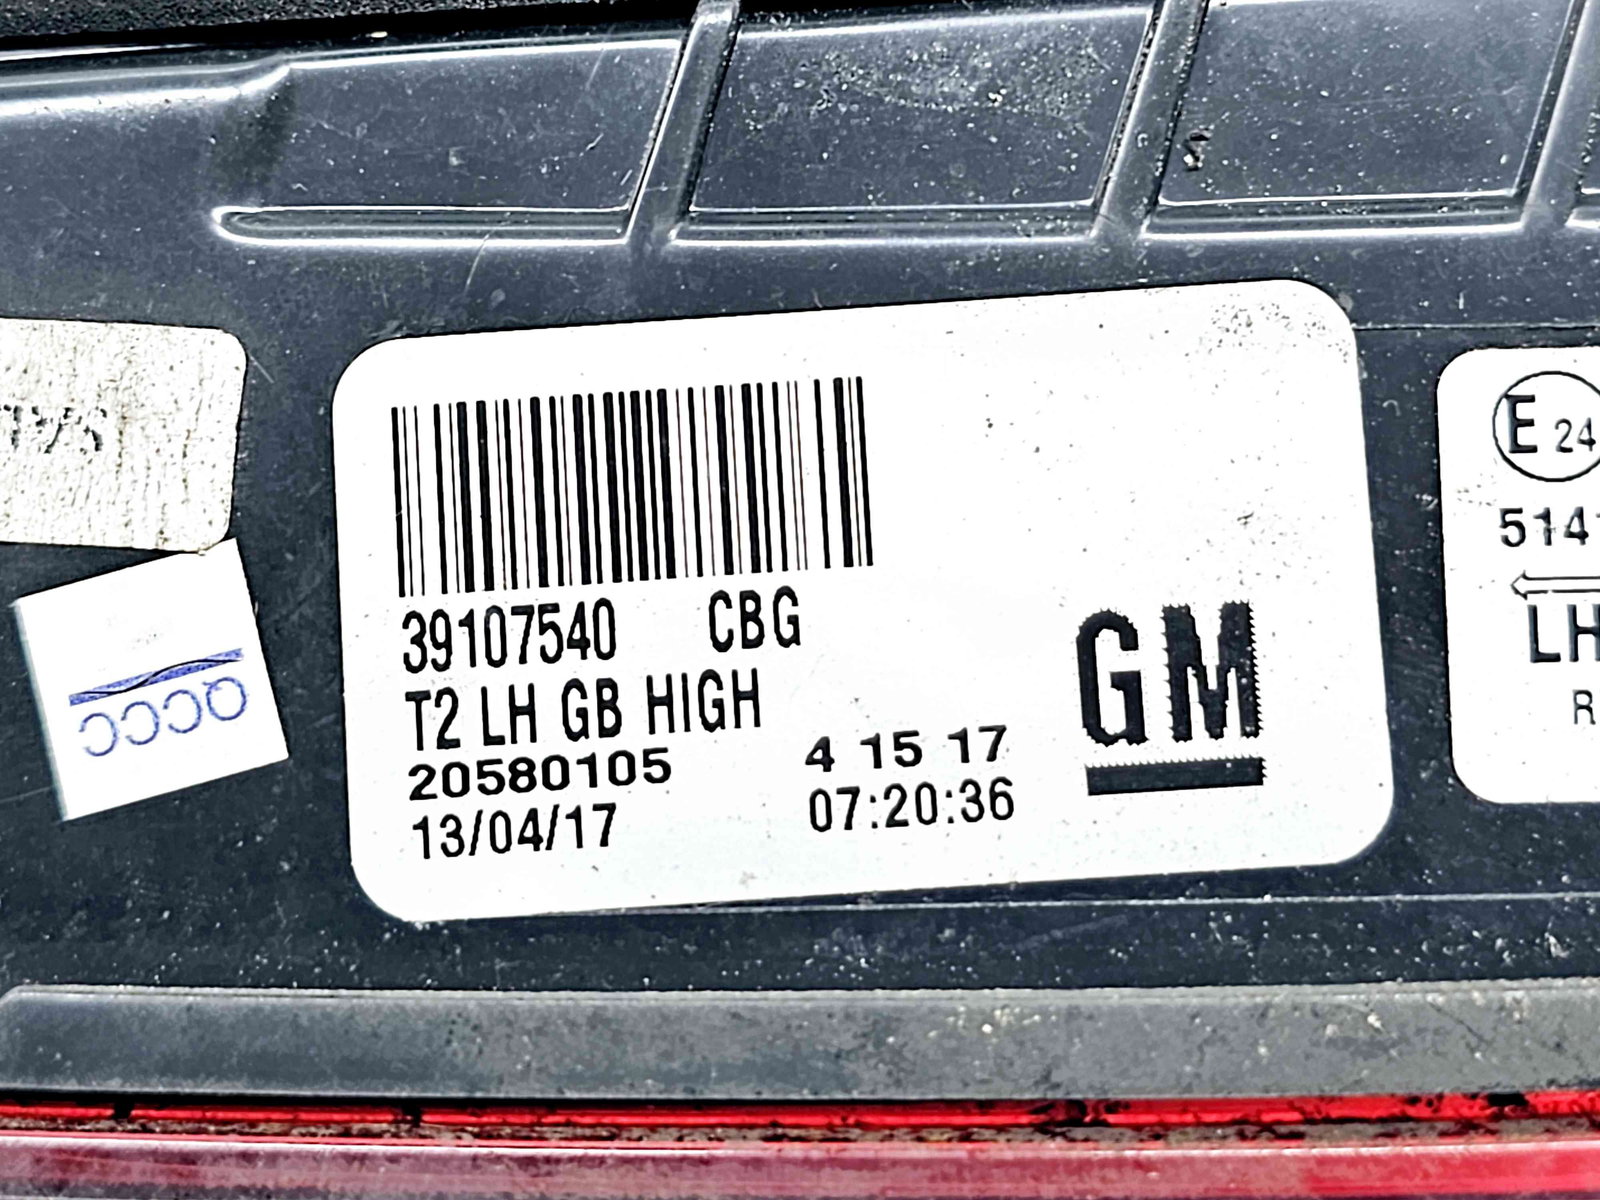 39107540 CBG
T2 LH GB HIGH
20580105 4 15 17
13/04/17 07:20:36
GM
QCCC
E 24
514
LH
R